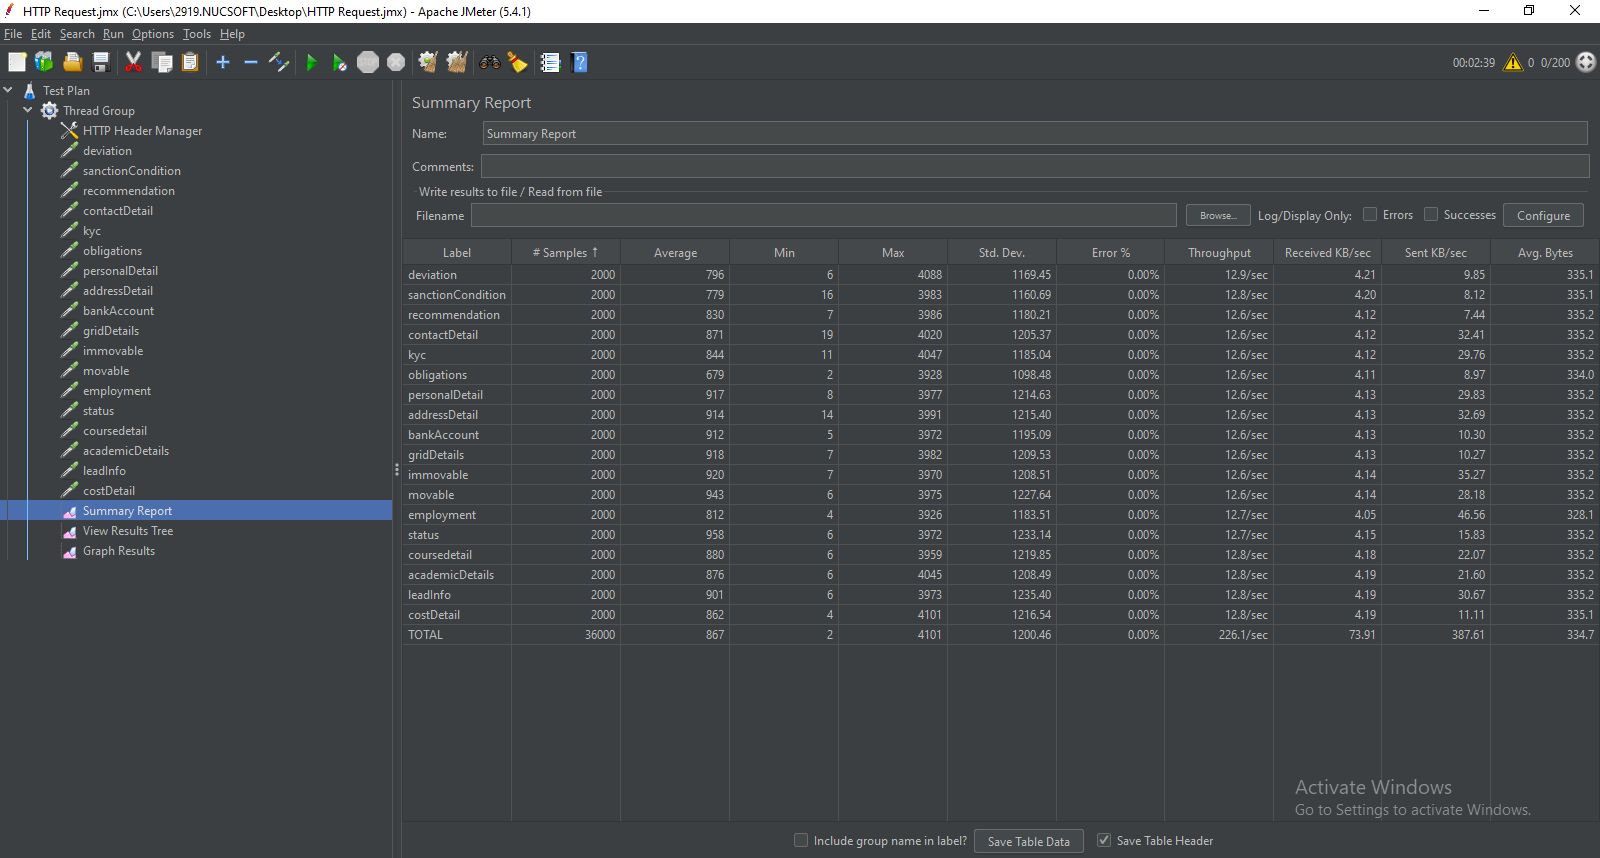 HTTP Request.jmx (C:\Users\2919.NUCSOFT\Desktop\HTTP Request.jmx) - Apache JMeter (5.4.1)
File Edit Search Run Options Tools Help
STOP
00:02:39 0 0/200
Test Plan
Thread Group
HTTP Header Manager
deviation
sanctionCondition
recommendation
contactDetail
kyc
obligations
personalDetail
addressDetail
bankAccount
gridDetails
immovable
movable
employment
status
coursedetail
academicDetails
leadInfo
costDetail
Summary Report
View Results Tree
Graph Results
Summary Report
Name: Summary Report
Comments:
Write results to file / Read from file
Filename Browse... Log/Display Only: Errors Successes Configure
Label # Samples ↑ Average Min Max Std. Dev. Error % Throughput Received KB/sec Sent KB/sec Avg. Bytes
deviation 2000 796 6 4088 1169.45 0.00% 12.9/sec 4.21 9.85 335.1
sanctionCondition 2000 779 16 3983 1160.69 0.00% 12.8/sec 4.20 8.12 335.1
recommendation 2000 830 7 3986 1180.21 0.00% 12.6/sec 4.12 7.44 335.2
contactDetail 2000 871 19 4020 1205.37 0.00% 12.6/sec 4.12 32.41 335.2
kyc 2000 844 11 4047 1185.04 0.00% 12.6/sec 4.12 29.76 335.2
obligations 2000 679 2 3928 1098.48 0.00% 12.6/sec 4.11 8.97 334.0
personalDetail 2000 917 8 3977 1214.63 0.00% 12.6/sec 4.13 29.83 335.2
addressDetail 2000 914 14 3991 1215.40 0.00% 12.6/sec 4.13 32.69 335.2
bankAccount 2000 912 5 3972 1195.09 0.00% 12.6/sec 4.13 10.30 335.2
gridDetails 2000 918 7 3982 1209.53 0.00% 12.6/sec 4.13 10.27 335.2
immovable 2000 920 7 3970 1208.51 0.00% 12.6/sec 4.14 35.27 335.2
movable 2000 943 6 3975 1227.64 0.00% 12.6/sec 4.14 28.18 335.2
employment 2000 812 4 3926 1183.51 0.00% 12.7/sec 4.05 46.56 328.1
status 2000 958 6 3972 1233.14 0.00% 12.7/sec 4.15 15.83 335.2
coursedetail 2000 880 6 3959 1219.85 0.00% 12.8/sec 4.18 22.07 335.2
academicDetails 2000 876 6 4045 1208.49 0.00% 12.8/sec 4.19 21.60 335.2
leadInfo 2000 901 6 3973 1235.40 0.00% 12.8/sec 4.19 30.67 335.2
costDetail 2000 862 4 4101 1216.54 0.00% 12.8/sec 4.19 11.11 335.1
TOTAL 36000 867 2 4101 1200.46 0.00% 226.1/sec 73.91 387.61 334.7
Activate Windows
Go to Settings to activate Windows.
Include group name in label? Save Table Data Save Table Header